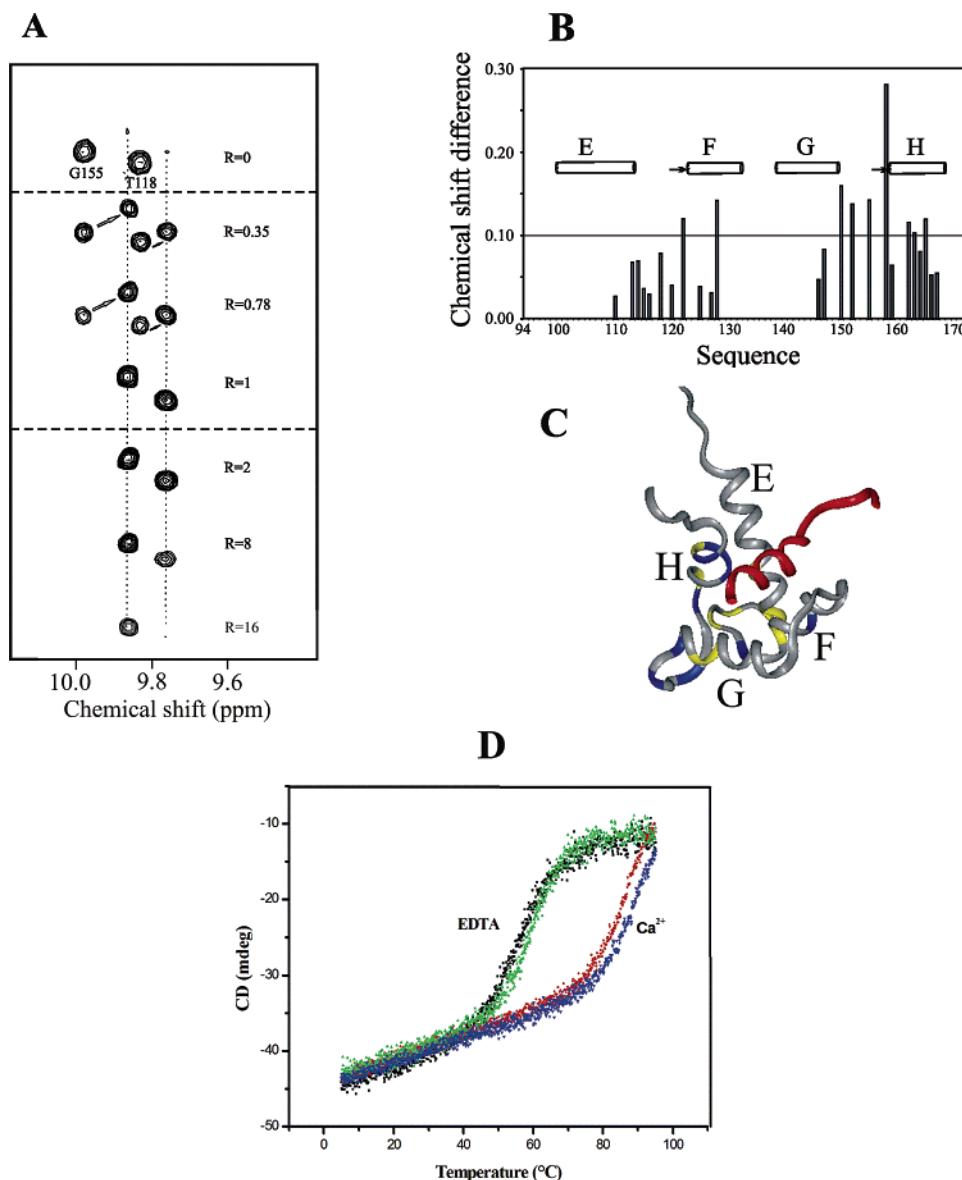 A
G155
T118
R=0
R=0.35
R=0.78
R=1
R=2
R=8
R=16
10.0 9.8 9.6
Chemical shift (ppm)
B
Chemical shift difference
0.30
0.20
0.10
0.00
E F G H
94 100 110 120 130 140 150 160 170
Sequence
C
E
H
F
G
D
CD (mdeg)
-10
-20
-30
-40
-50
EDTA
Ca²⁺
0 20 40 60 80 100
Temperature (°C)